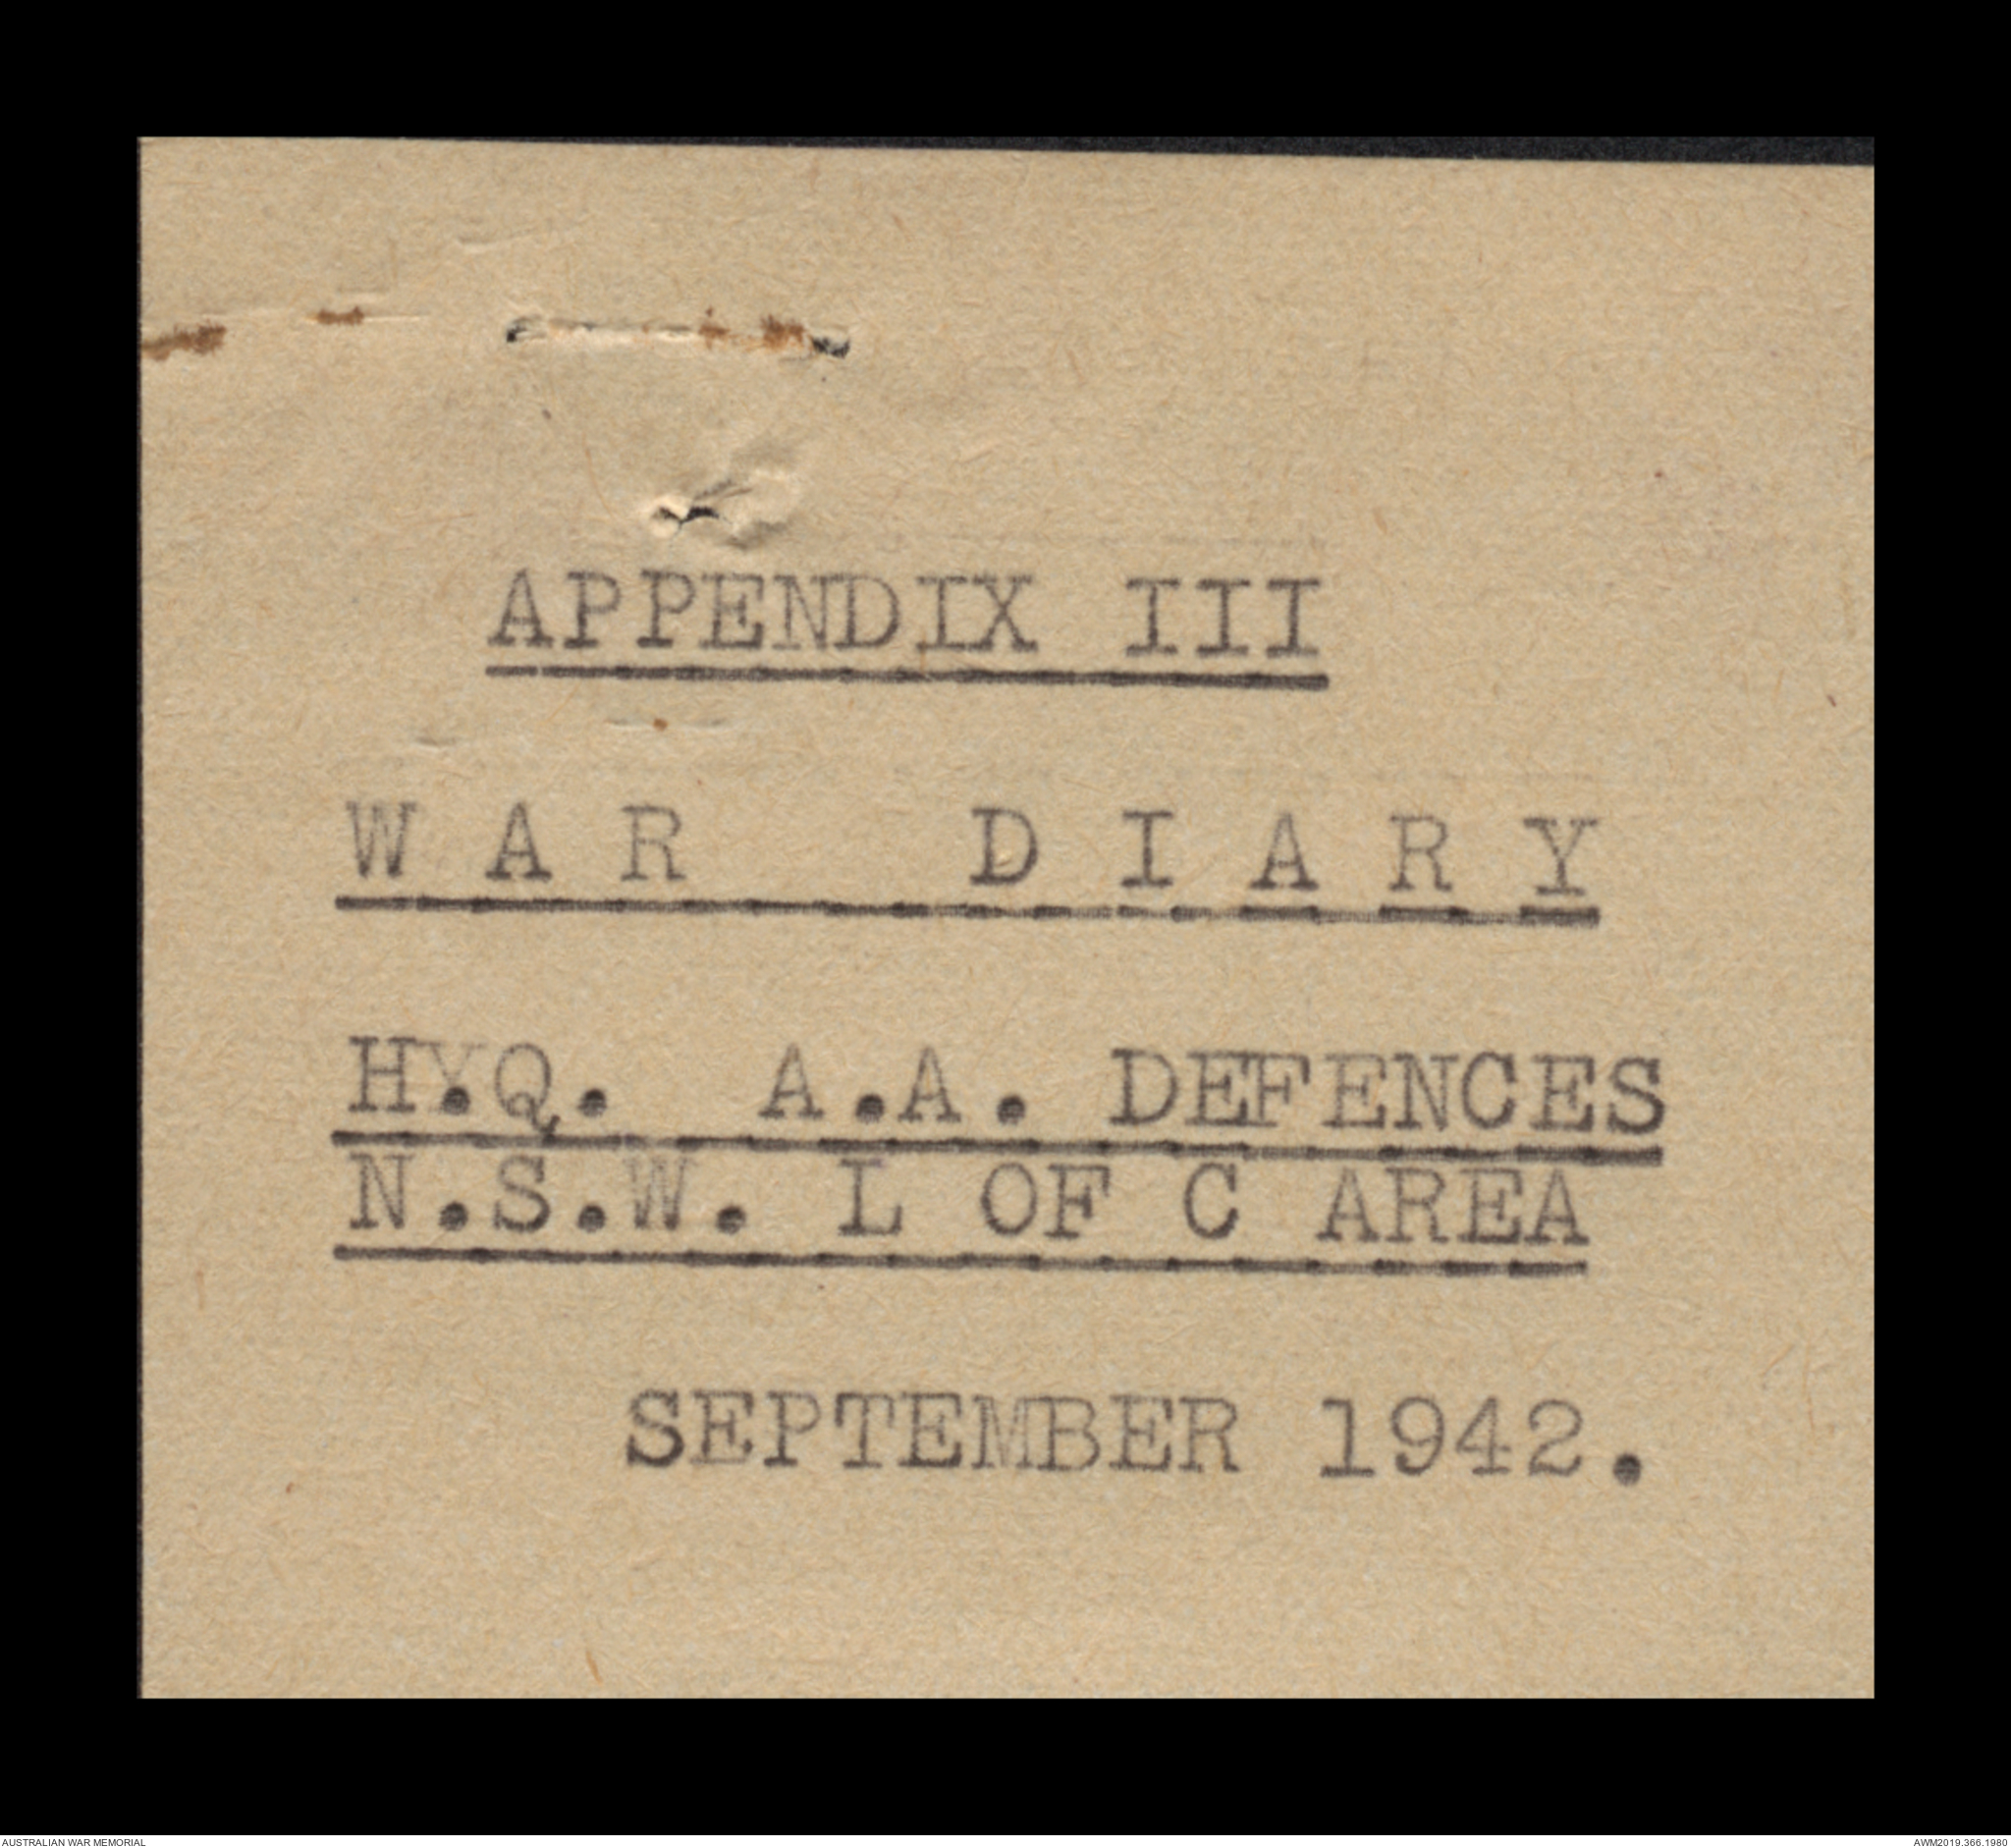 APPENDIX III
W A R   D I A R Y
H.Q. A.A. DEFENCES
N.S.W. L OF C AREA
SEPTEMBER 1942.
AUSTRALIAN WAR MEMORIAL
AWM2019.366.1980